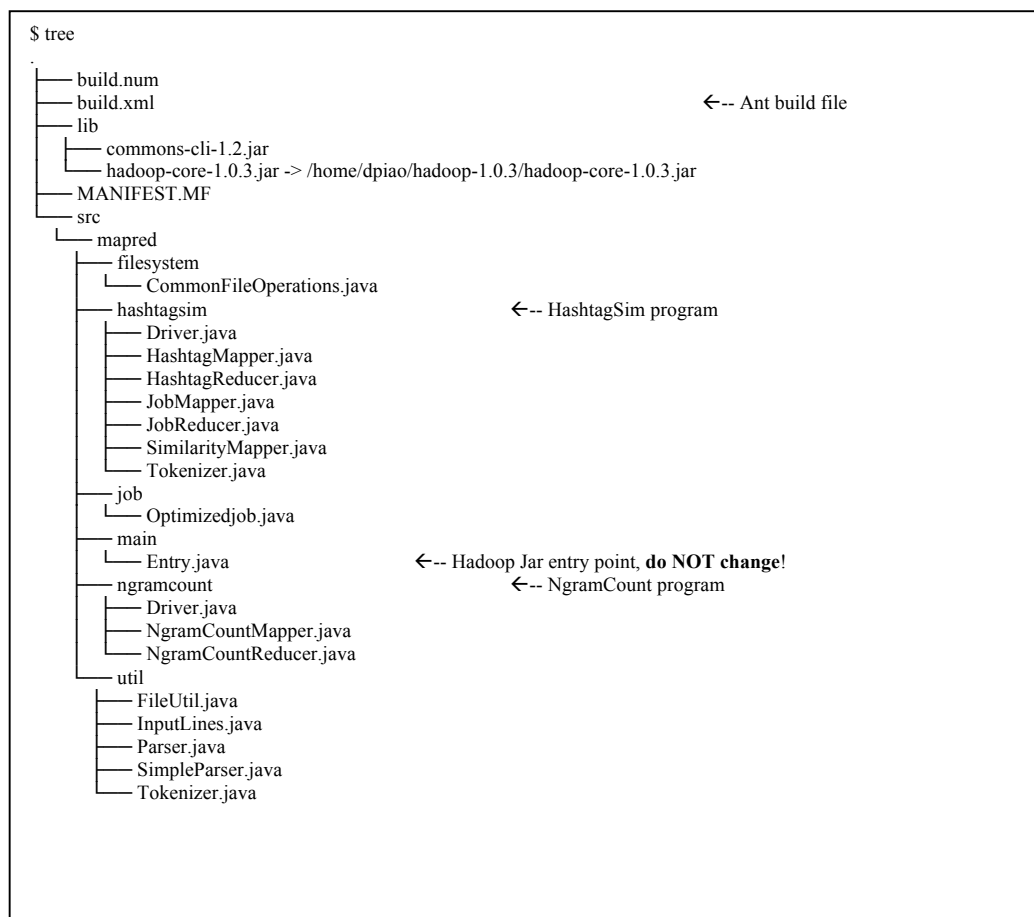 $ tree
.
├── build.num
├── build.xml ←-- Ant build file
├── lib
│ ├── commons-cli-1.2.jar
│ └── hadoop-core-1.0.3.jar -> /home/dpiao/hadoop-1.0.3/hadoop-core-1.0.3.jar
├── MANIFEST.MF
└── src
└── mapred
├── filesystem
│ └── CommonFileOperations.java
├── hashtagsim ←-- HashtagSim program
│ ├── Driver.java
│ ├── HashtagMapper.java
│ ├── HashtagReducer.java
│ ├── JobMapper.java
│ ├── JobReducer.java
│ ├── SimilarityMapper.java
│ └── Tokenizer.java
├── job
│ └── Optimizedjob.java
├── main
│ └── Entry.java ←-- Hadoop Jar entry point, do NOT change!
├── ngramcount ←-- NgramCount program
│ ├── Driver.java
│ ├── NgramCountMapper.java
│ └── NgramCountReducer.java
└── util
├── FileUtil.java
├── InputLines.java
├── Parser.java
├── SimpleParser.java
└── Tokenizer.java